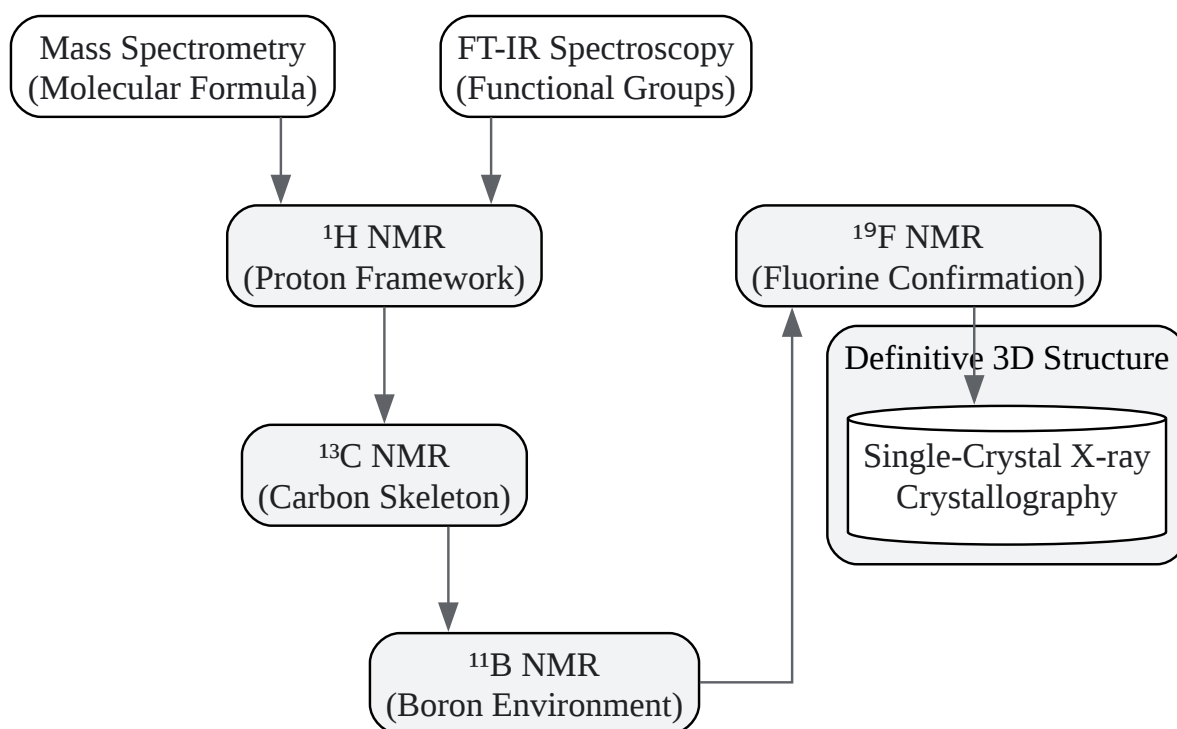 Mass Spectrometry
(Molecular Formula)
FT-IR Spectroscopy
(Functional Groups)
¹H NMR
(Proton Framework)
¹³C NMR
(Carbon Skeleton)
¹¹B NMR
(Boron Environment)
¹⁹F NMR
(Fluorine Confirmation)
Definitive 3D Structure
Single-Crystal X-ray
Crystallography